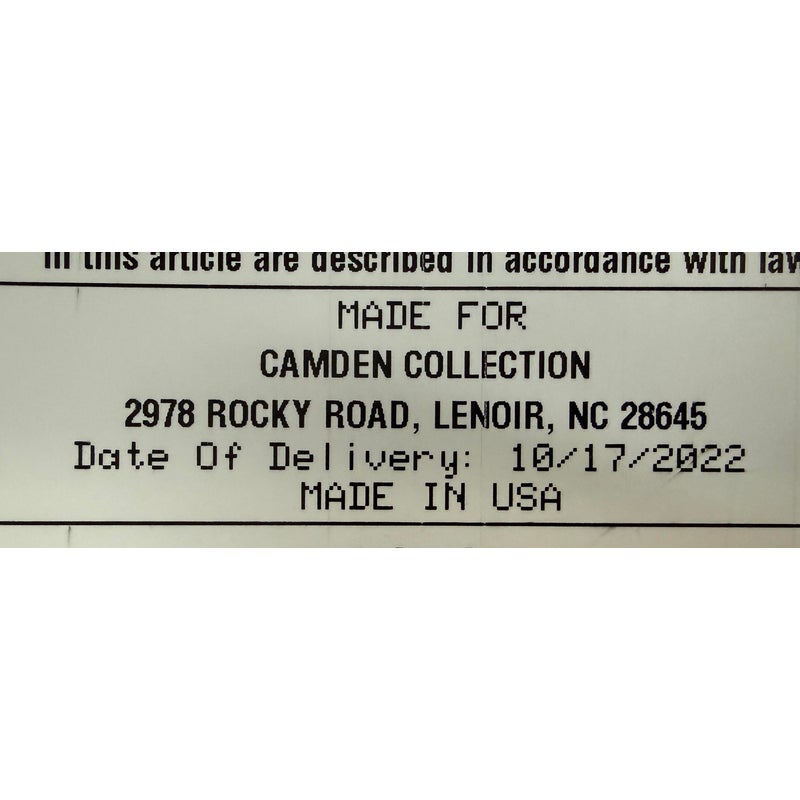 in this article are described in accordance with law
MADE FOR
CAMDEN COLLECTION
2978 ROCKY ROAD, LENOIR, NC 28645
Date Of Delivery: 10/17/2022
MADE IN USA